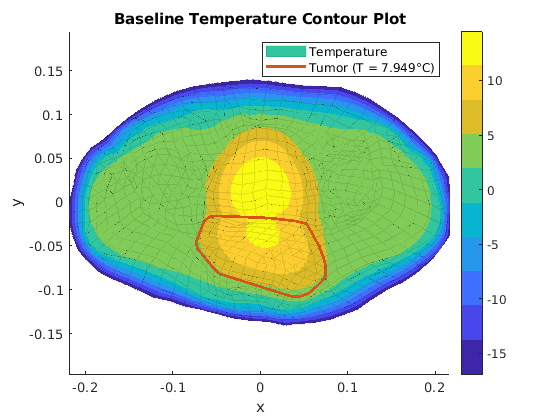 Baseline Temperature Contour Plot
Temperature
Tumor (T = 7.949°C)
0.15
0.1
0.05
0
-0.05
-0.1
-0.15
y
-0.2 -0.1 0 0.1 0.2
x
10
5
0
-5
-10
-15